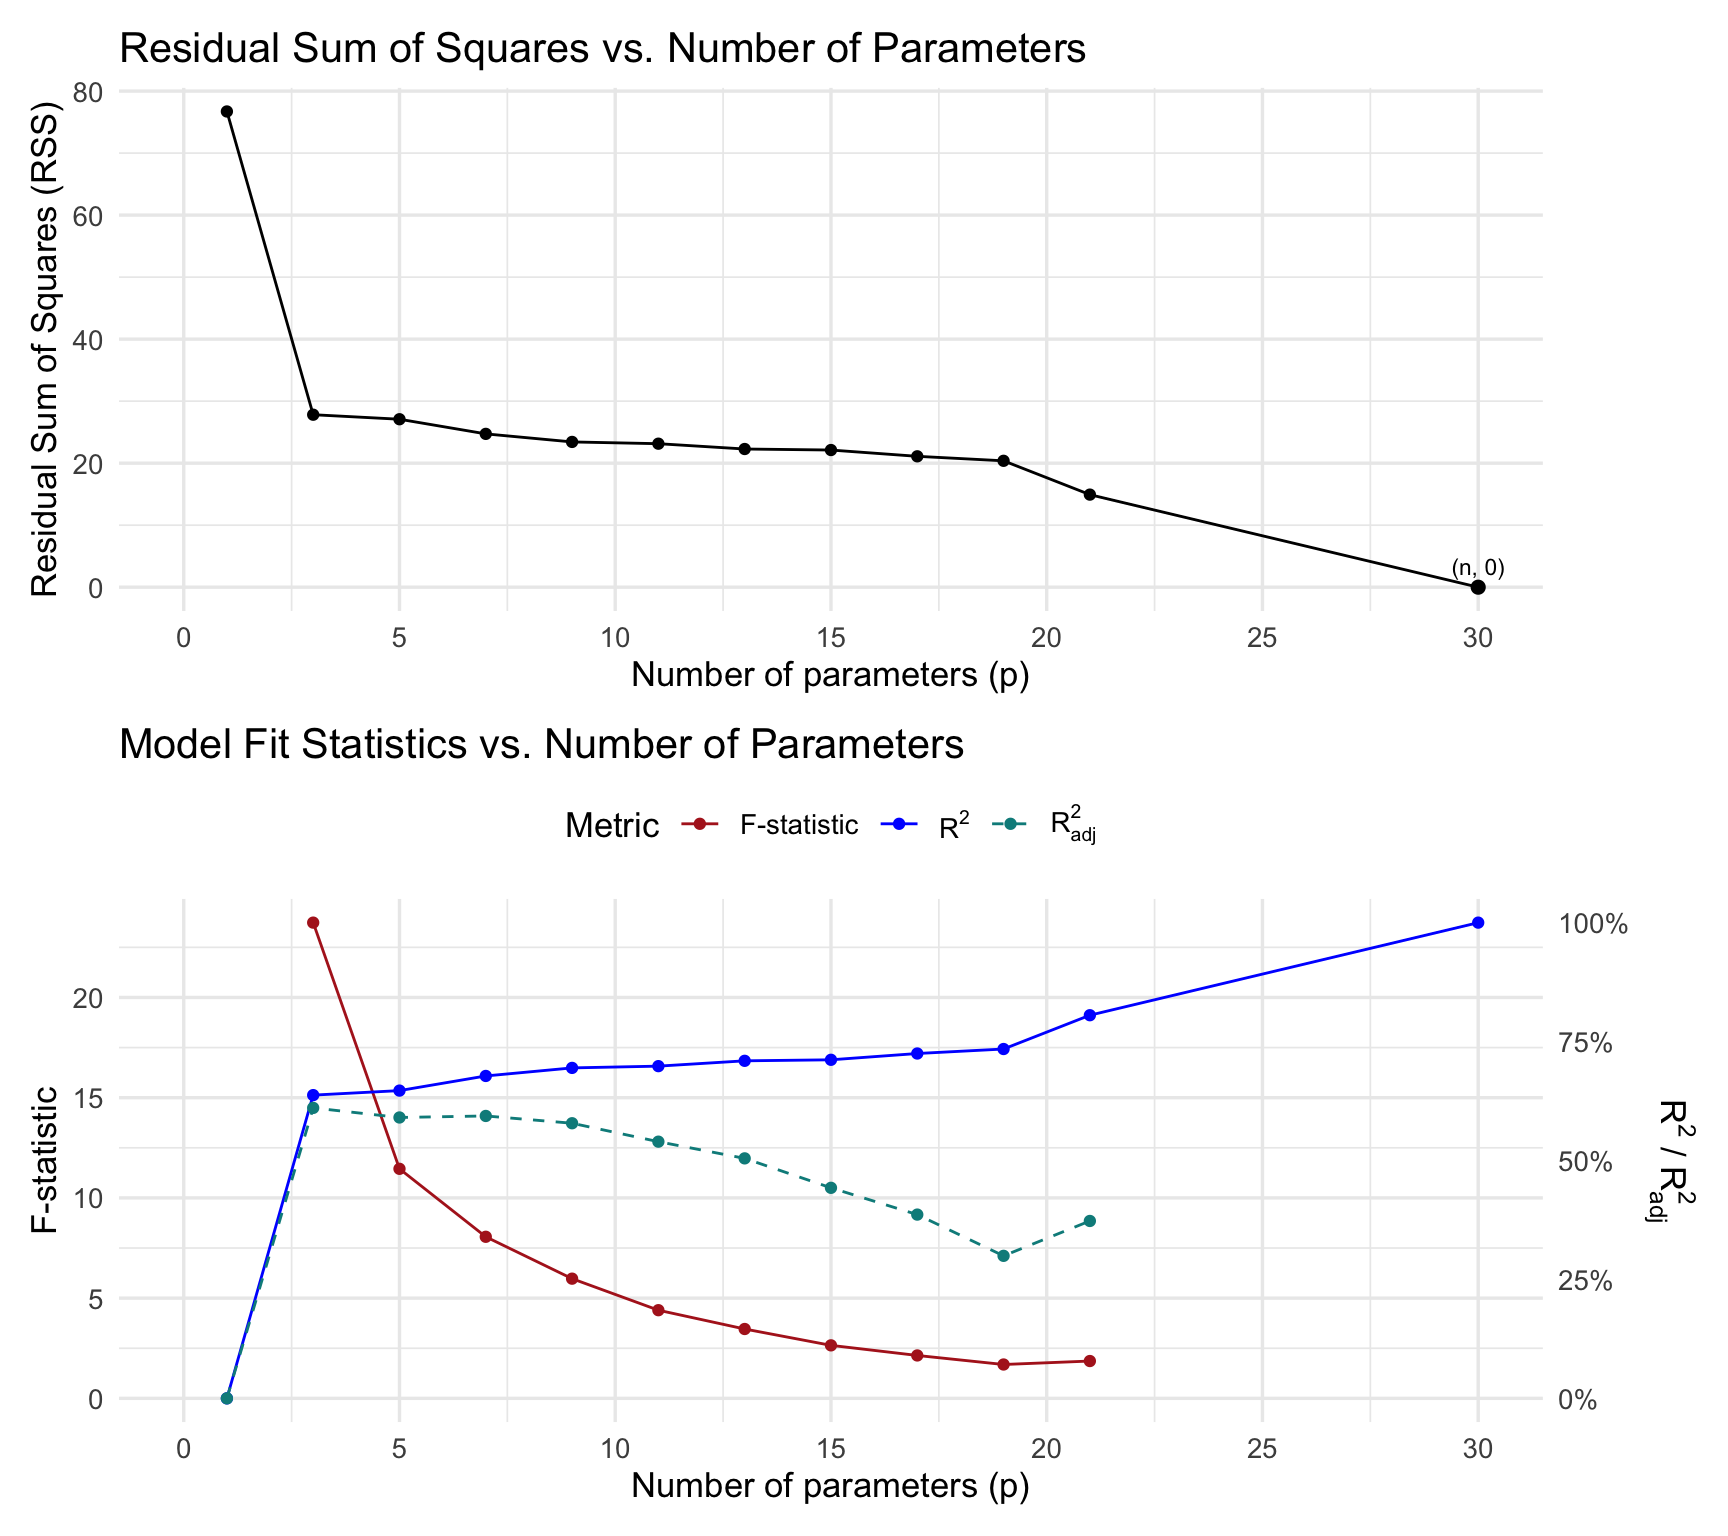 Residual Sum of Squares vs. Number of Parameters
Residual Sum of Squares (RSS)
80
60
40
20
0
(n, 0)
0 5 10 15 20 25 30
Number of parameters (p)
Model Fit Statistics vs. Number of Parameters
Metric F-statistic R² R²adj
F-statistic
20
15
10
5
0
100%
75%
50%
25%
0%
R² / R²adj
0 5 10 15 20 25 30
Number of parameters (p)